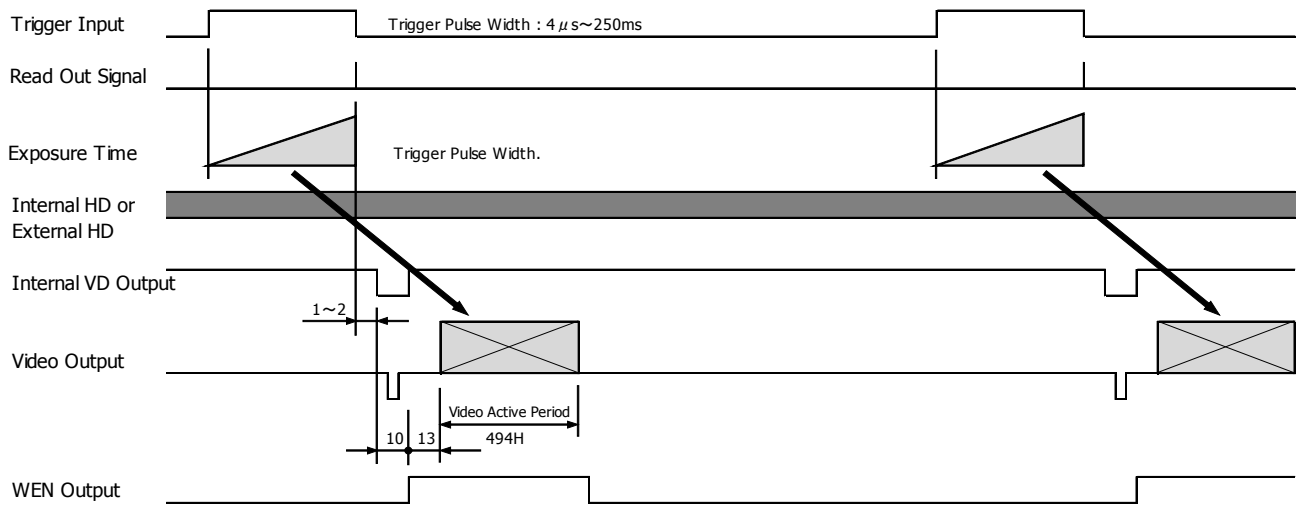 Trigger Input
Trigger Pulse Width : 4 μ s~250ms
Read Out Signal
Exposure Time
Trigger Pulse Width.
Internal HD or
External HD
Internal VD Output
1~2
Video Output
Video Active Period
10
13
494H
WEN Output